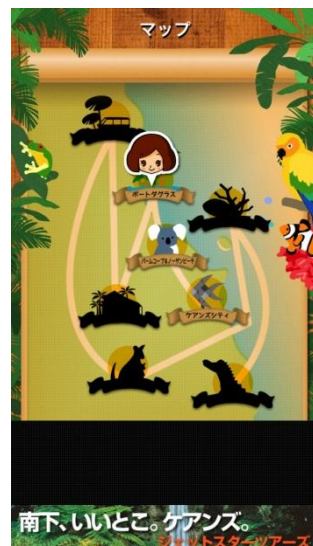 マップ
ポートダグラス
パームコーブ&ノーザンビーチ
ケアンズシティ
南下、いいとこ。ケアンズ。
ジェットスターツアーズ